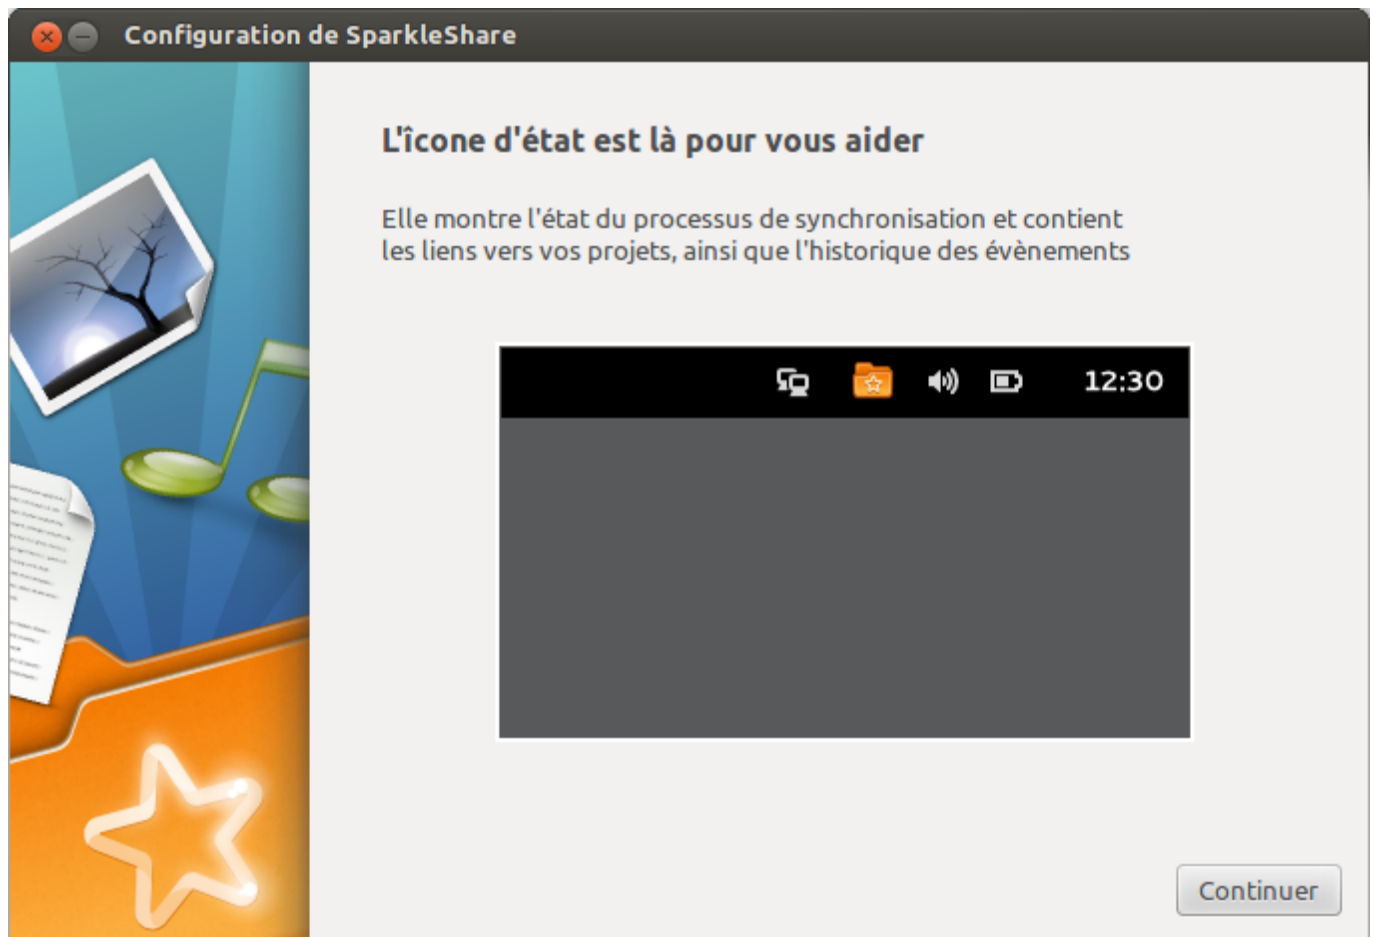 Configuration de SparkleShare
L'îcone d'état est là pour vous aider
Elle montre l'état du processus de synchronisation et contient
les liens vers vos projets, ainsi que l'historique des évènements
12:30
Continuer